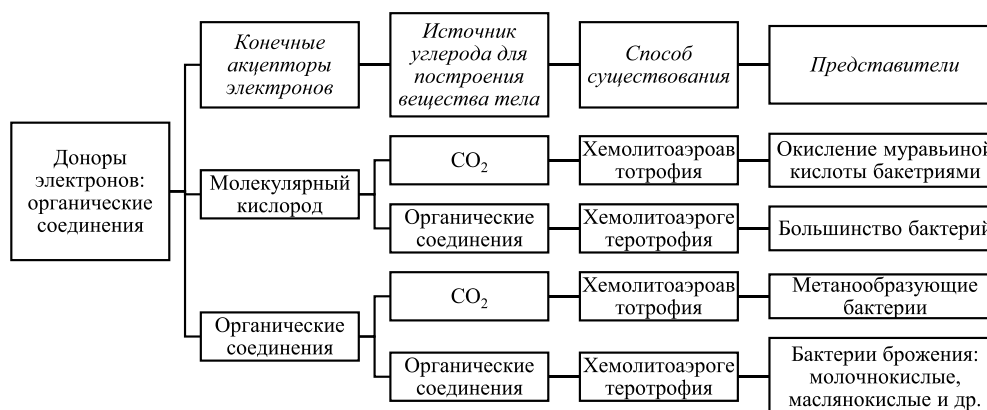 Конечные
акцепторы
электронов
Источник
углерода для
построения
вещества тела
Способ
существования
Представители
Доноры
электронов:
органические
соединения
Молекулярный
кислород
CO₂
Хемолитоаэроав
тотрофия
Окисление муравьиной
кислоты бакетриями
Органические
соединения
Хемолитоаэроге
теротрофия
Большинство бактерий
Органические
соединения
CO₂
Хемолитоаэроав
тотрофия
Метанообразующие
бактерии
Органические
соединения
Хемолитоаэроге
теротрофия
Бактерии брожения:
молочнокислые,
маслянокислые и др.